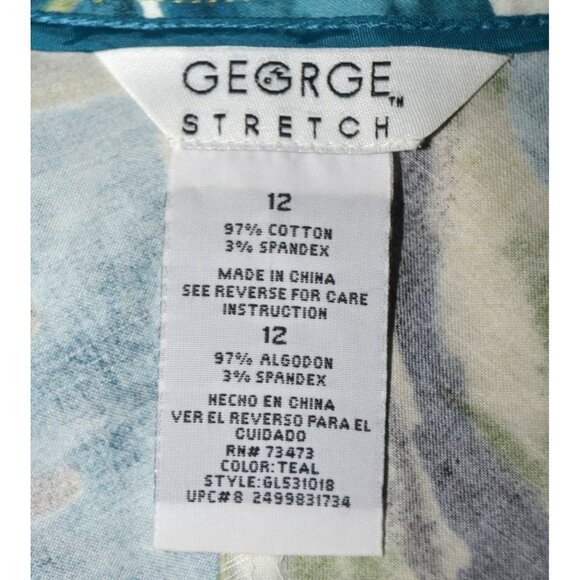 GEORGE TM
STRETCH
12
97% COTTON
3% SPANDEX
MADE IN CHINA
SEE REVERSE FOR CARE
INSTRUCTION
12
97% ALGODON
3% SPANDEX
HECHO EN CHINA
VER EL REVERSO PARA EL
CUIDADO
RN# 73473
COLOR: TEAL
STYLE: GL531018
UPC#8 2499831734